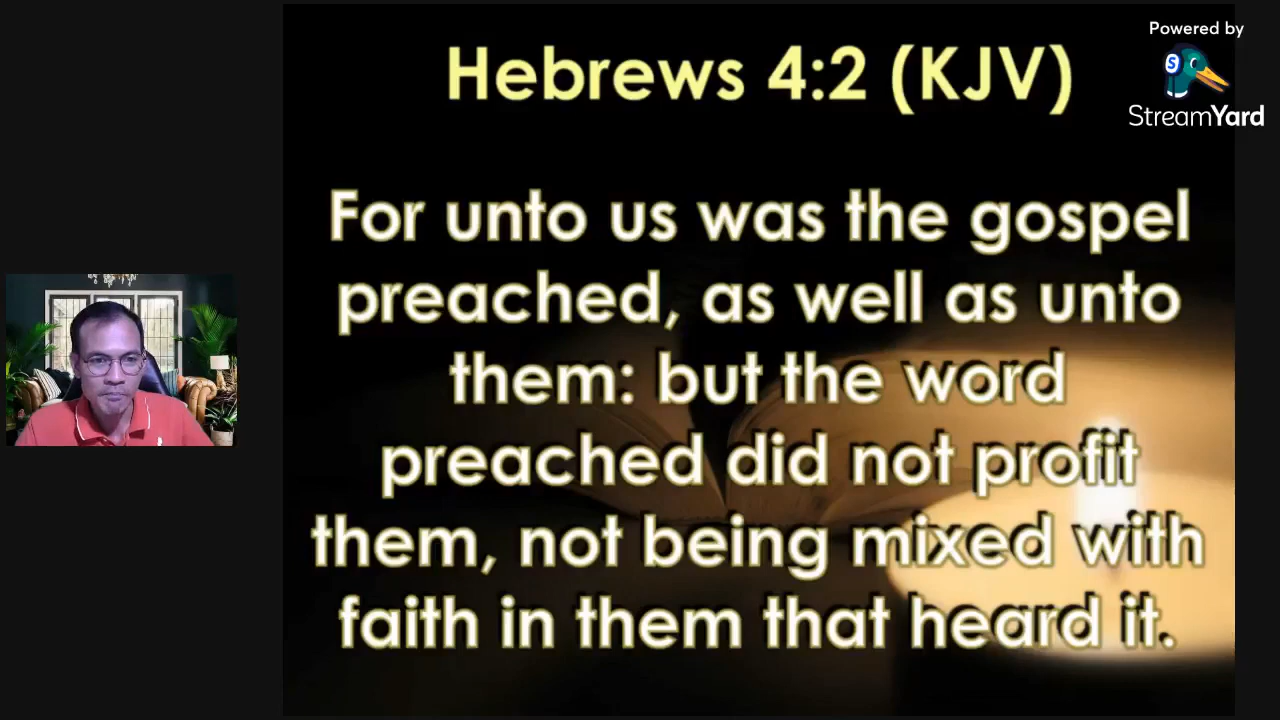 Hebrews 4:2 (KJV)
Powered by
S
StreamYard
For unto us was the gospel
preached, as well as unto
them: but the word
preached did not profit
them, not being mixed with
faith in them that heard it.